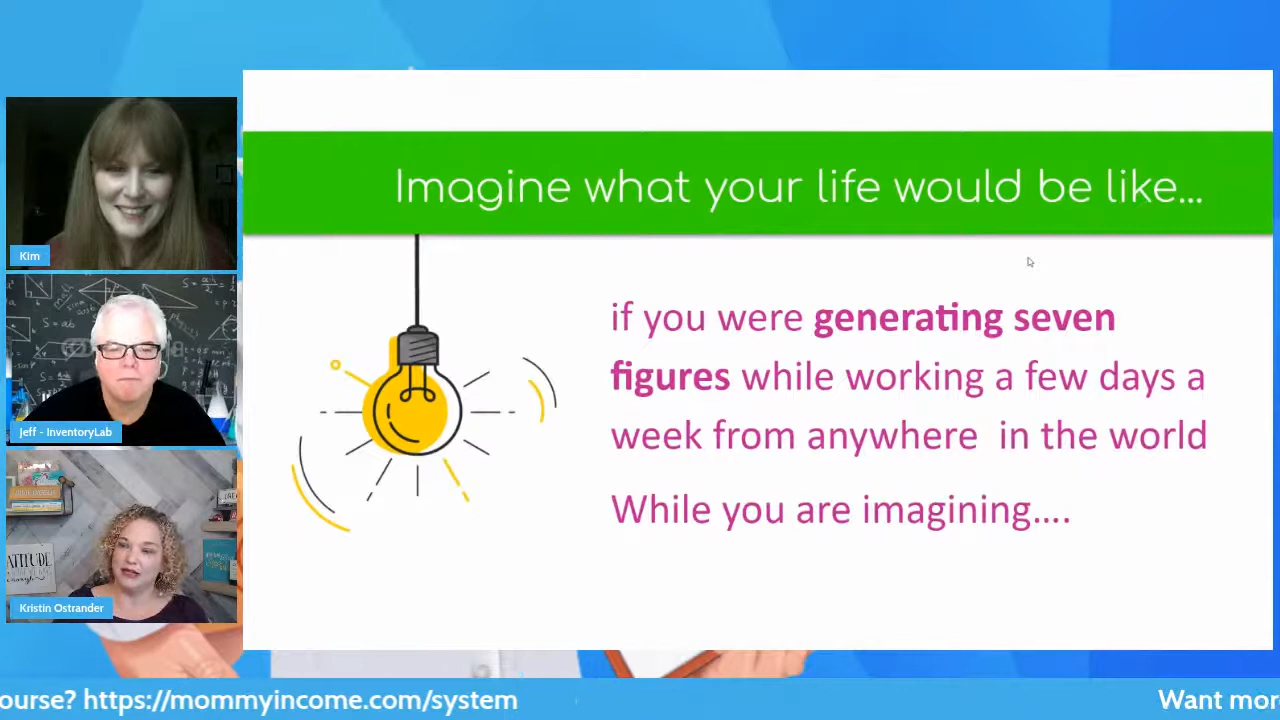 Imagine what your life would be like...
if you were generating seven
figures while working a few days a
week from anywhere in the world
While you are imagining....
Kim
Jeff - InventoryLab
Kristin Ostrander
ourse? https://mommyincome.com/system
Want mor